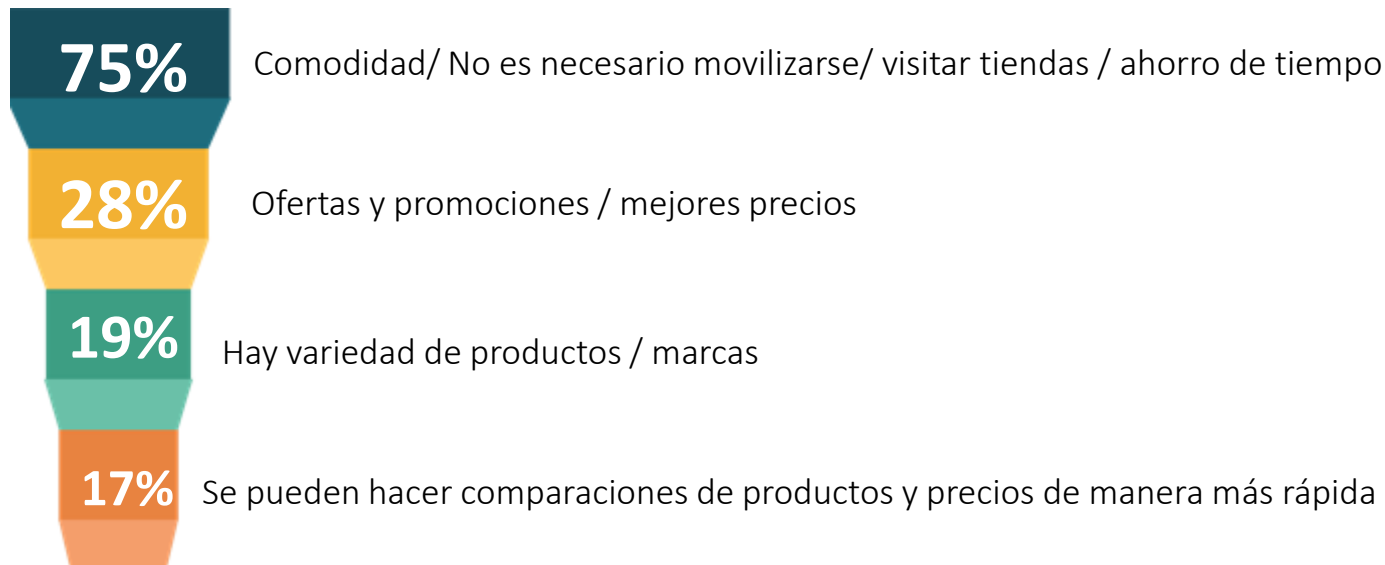 75% Comodidad/ No es necesario movilizarse/ visitar tiendas / ahorro de tiempo
28% Ofertas y promociones / mejores precios
19% Hay variedad de productos / marcas
17% Se pueden hacer comparaciones de productos y precios de manera más rápida